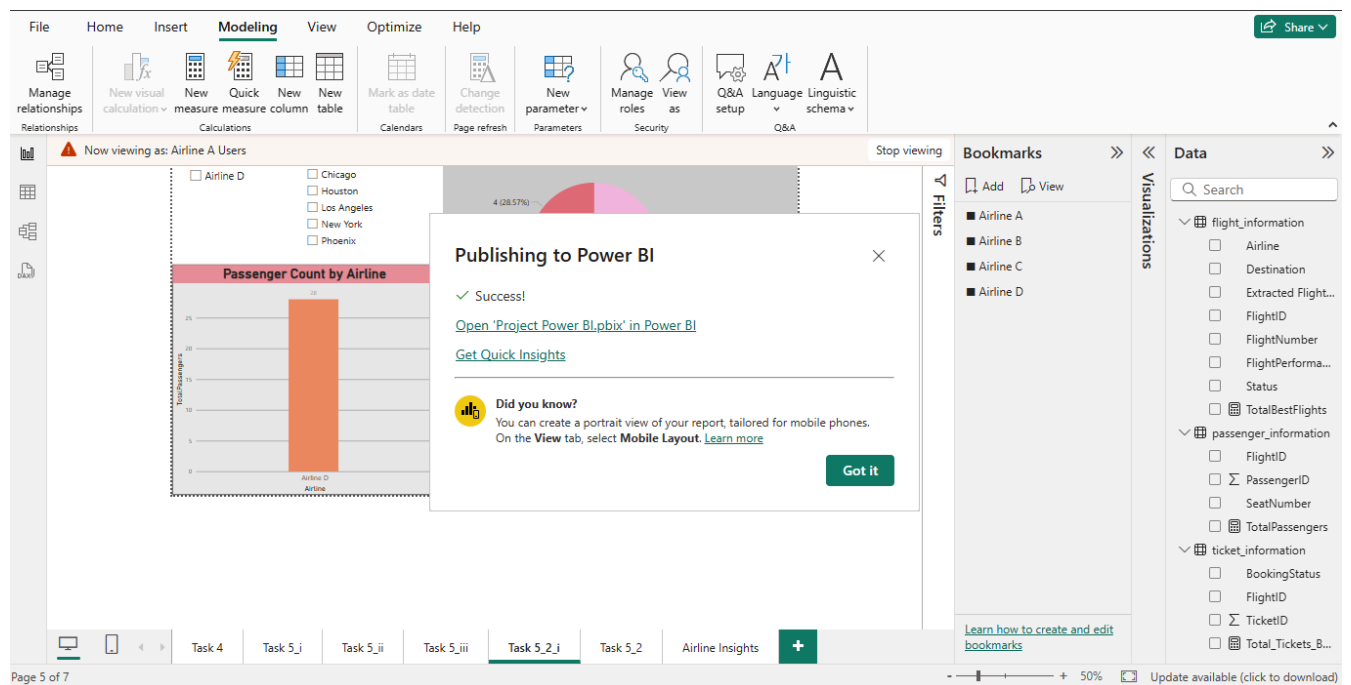 File Home Insert Modeling View Optimize Help Share
Manage relationships
New visual calculation
New measure
Quick measure
New column
New table
Mark as date table
Change detection
New parameter
Manage roles
View as
Q&A setup
Language
Linguistic schema
Relationships Calculations Calendars Page refresh Parameters Security Q&A
Now viewing as: Airline A Users Stop viewing
Airline D
Chicago
Houston
Los Angeles
New York
Phoenix
4 (28.57%)
Passenger Count by Airline
28
25
20
15
10
5
0
TotalPassengers
Airline D
Airline
Publishing to Power BI
Success!
Open 'Project Power BI.pbix' in Power BI
Get Quick Insights
Did you know?
You can create a portrait view of your report, tailored for mobile phones.
On the View tab, select Mobile Layout. Learn more
Got it
Filters
Bookmarks
Add View
Airline A
Airline B
Airline C
Airline D
Learn how to create and edit
bookmarks
Visualizations
Data
Search
flight_information
Airline
Destination
Extracted Flight...
FlightID
FlightNumber
FlightPerforma...
Status
TotalBestFlights
passenger_information
FlightID
PassengerID
SeatNumber
TotalPassengers
ticket_information
BookingStatus
FlightID
TicketID
Total_Tickets_B...
Task 4 Task 5_i Task 5_ii Task 5_iii Task 5_2_i Task 5_2 Airline Insights +
Page 5 of 7 - + 50% Update available (click to download)